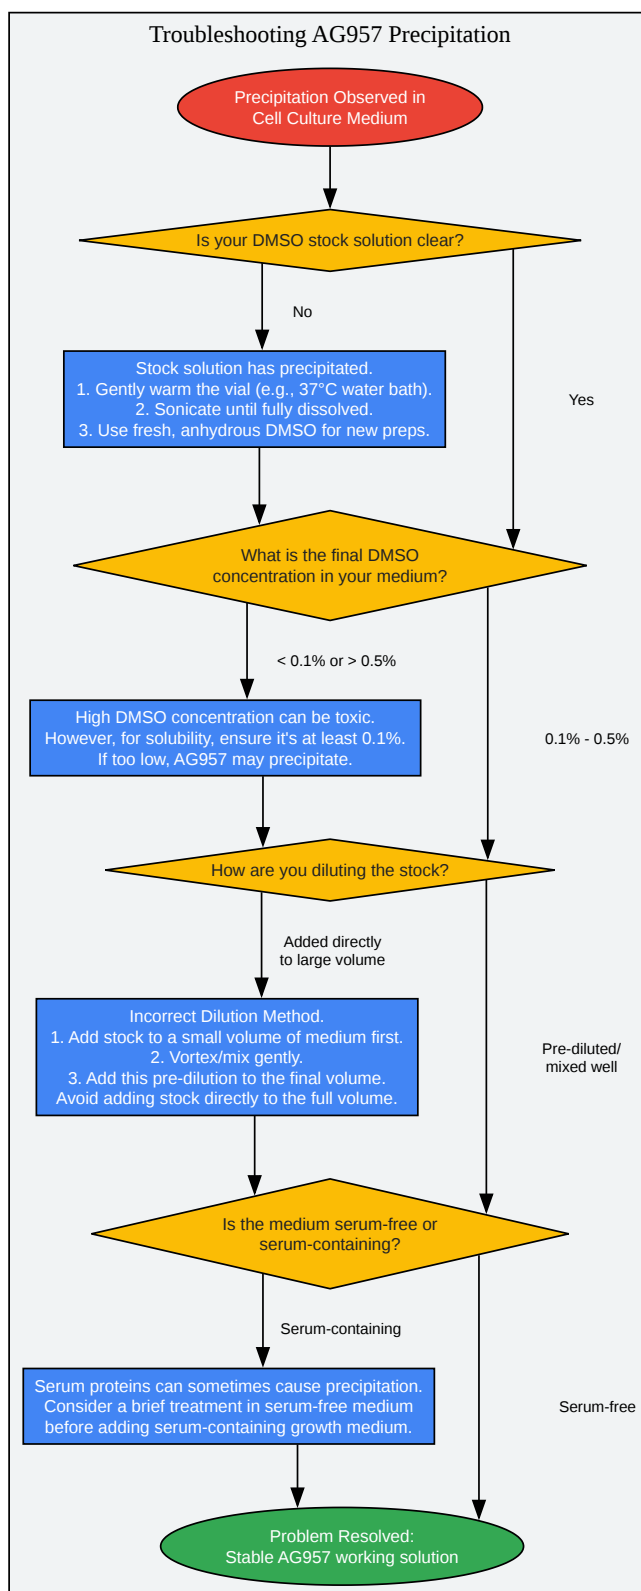 Troubleshooting AG957 Precipitation
Precipitation Observed in
Cell Culture Medium
Is your DMSO stock solution clear?
No
Yes
Stock solution has precipitated.
1. Gently warm the vial (e.g., 37°C water bath).
2. Sonicate until fully dissolved.
3. Use fresh, anhydrous DMSO for new preps.
What is the final DMSO
concentration in your medium?
< 0.1% or > 0.5%
0.1% - 0.5%
High DMSO concentration can be toxic.
However, for solubility, ensure it's at least 0.1%.
If too low, AG957 may precipitate.
How are you diluting the stock?
Added directly
to large volume
Pre-diluted/
mixed well
Incorrect Dilution Method.
1. Add stock to a small volume of medium first.
2. Vortex/mix gently.
3. Add this pre-dilution to the final volume.
Avoid adding stock directly to the full volume.
Is the medium serum-free or
serum-containing?
Serum-containing
Serum-free
Serum proteins can sometimes cause precipitation.
Consider a brief treatment in serum-free medium
before adding serum-containing growth medium.
Problem Resolved:
Stable AG957 working solution